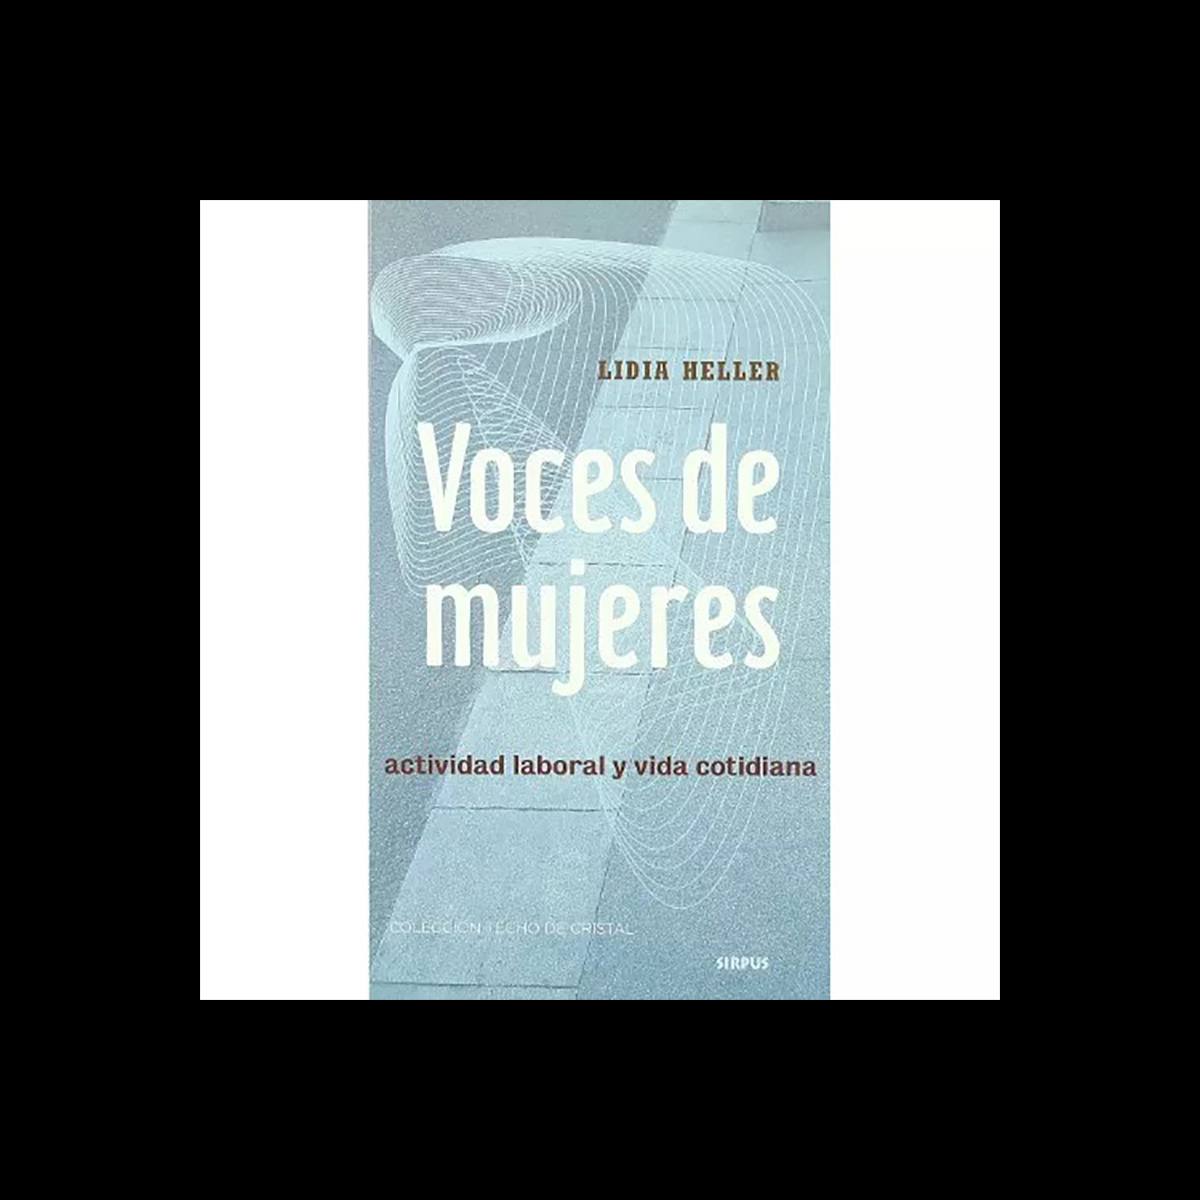 LIDIA HELLER
Voces de
mujeres
actividad laboral y vida cotidiana
COLECCIÓN TECHO DE CRISTAL
SIRPUS